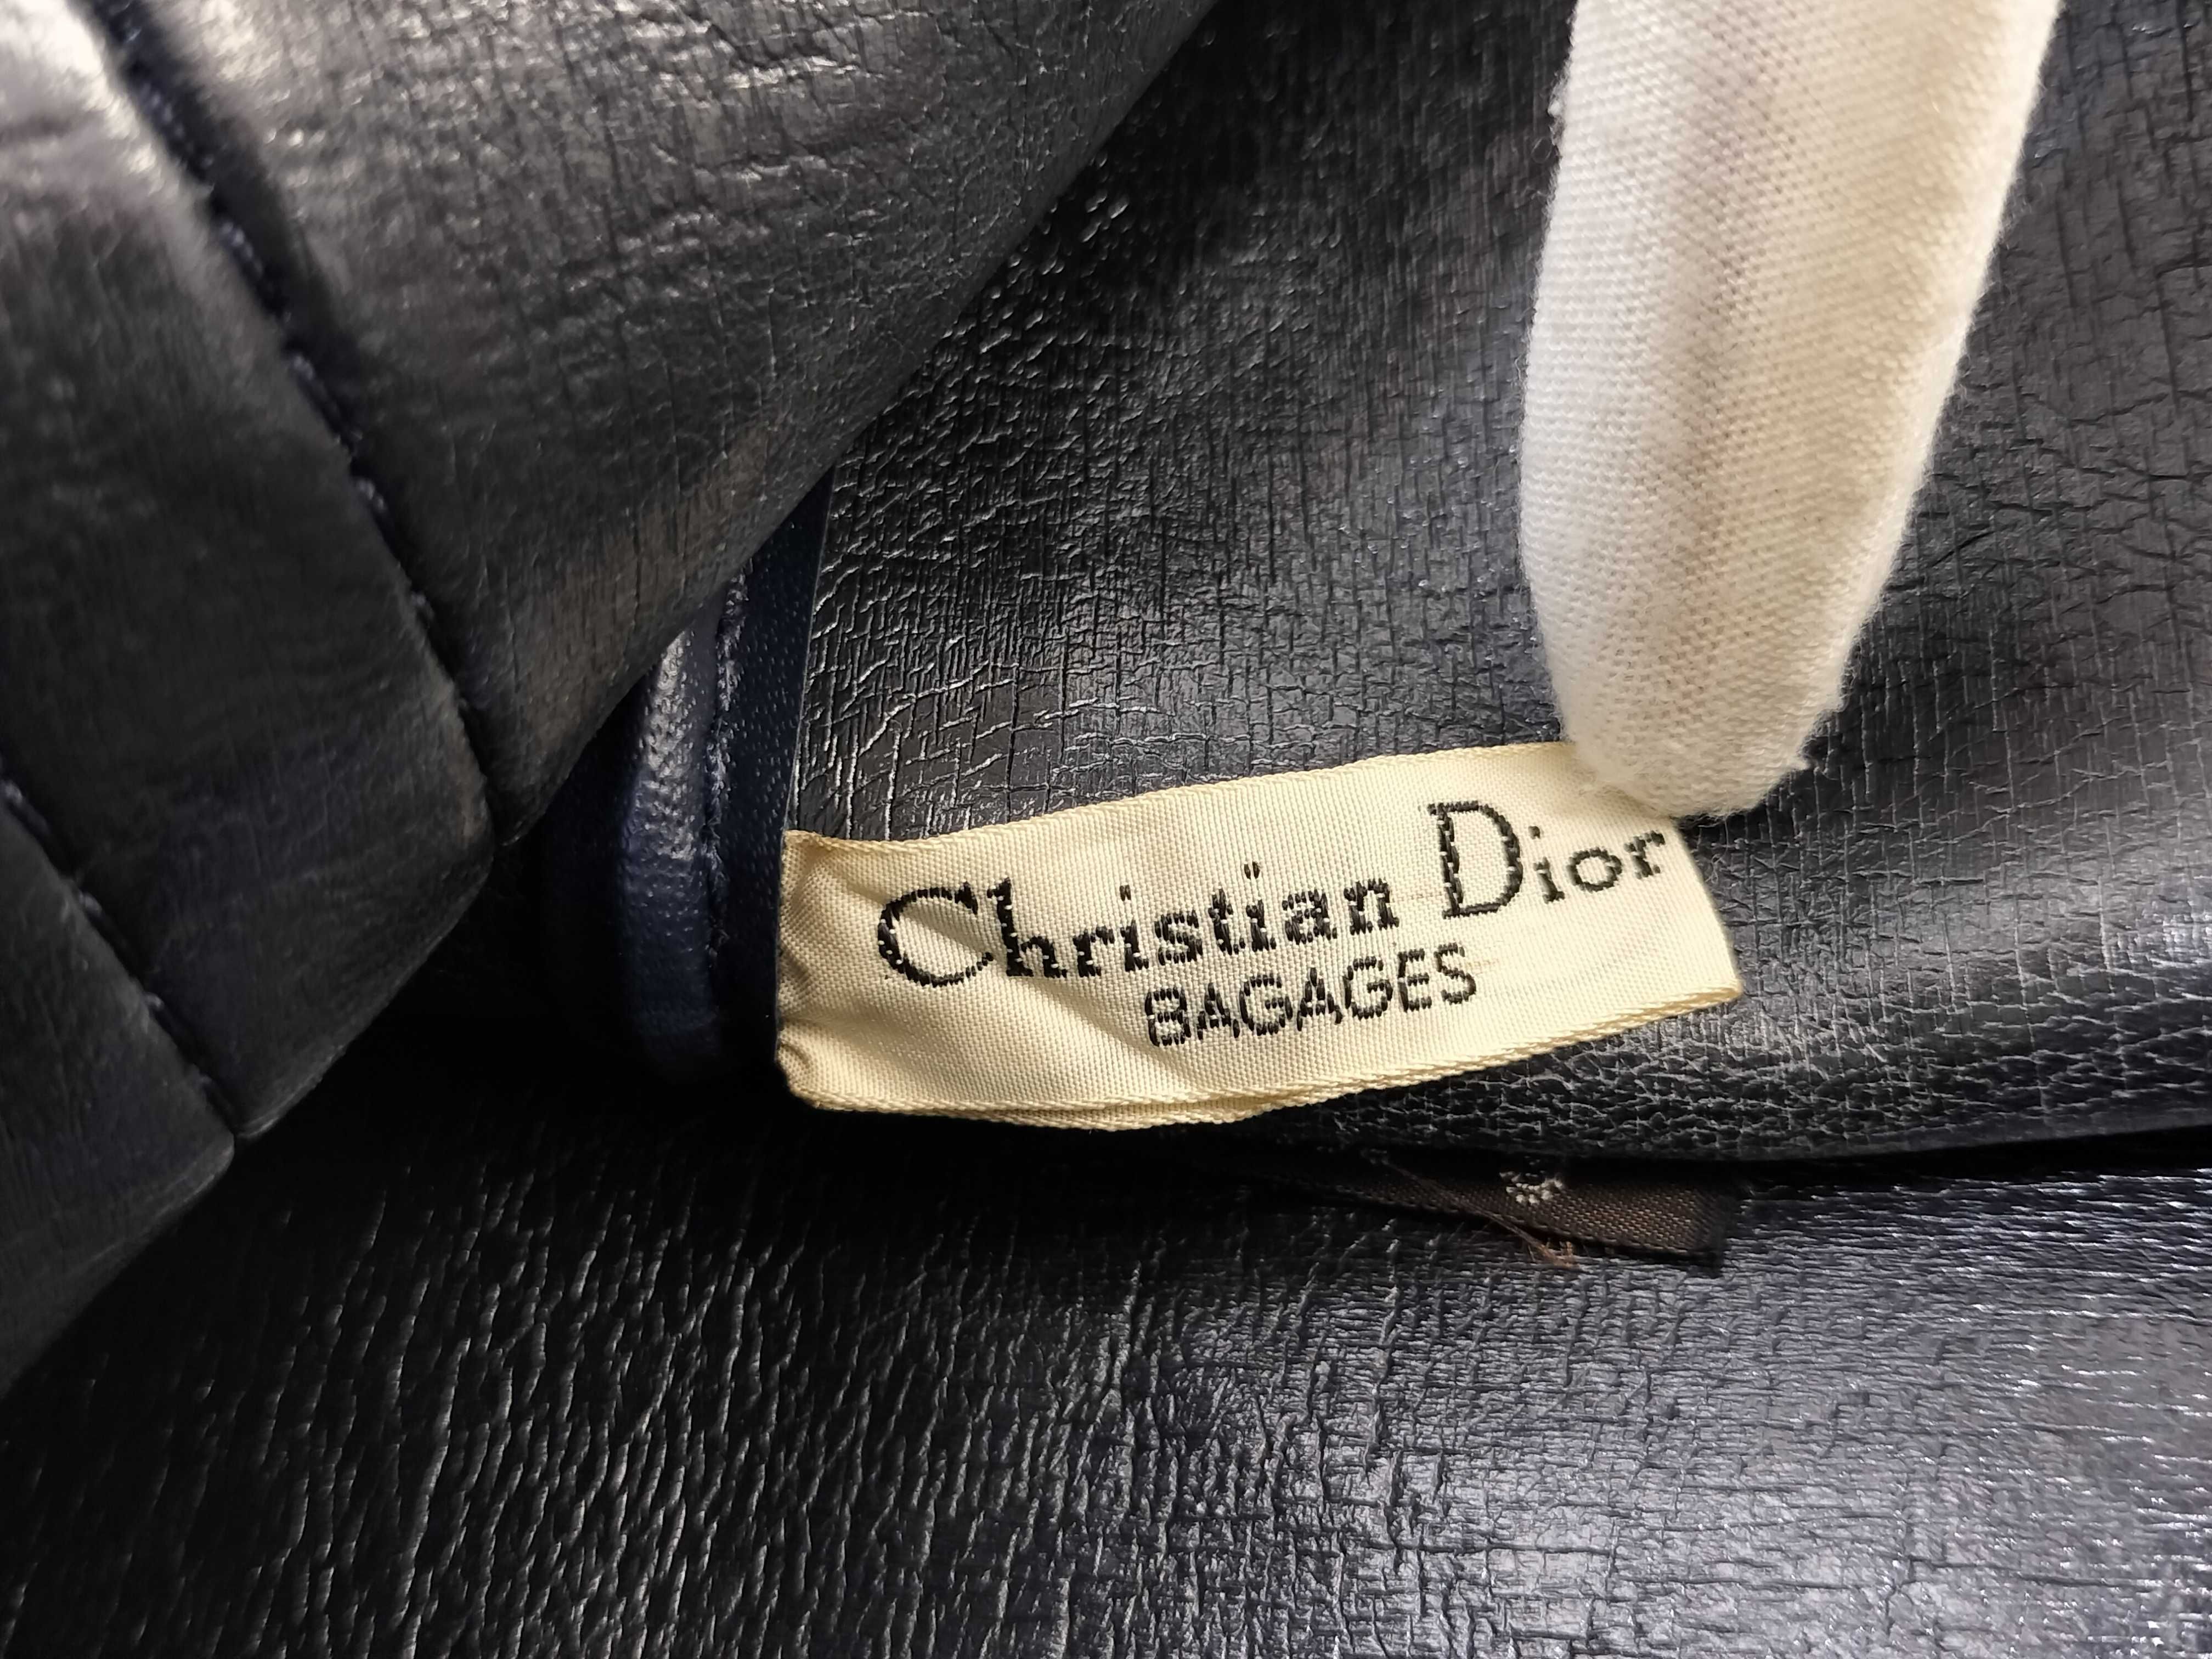 Christian Dior
BAGAGES